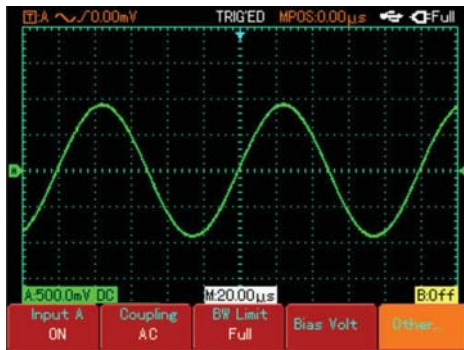 T:A 0.00mV TRIG'ED MPOS:0.00µs Full
A:500.0mV DC M:20.00µs B:Off
Input A Coupling BW Limit Bias Volt Other...
ON AC Full